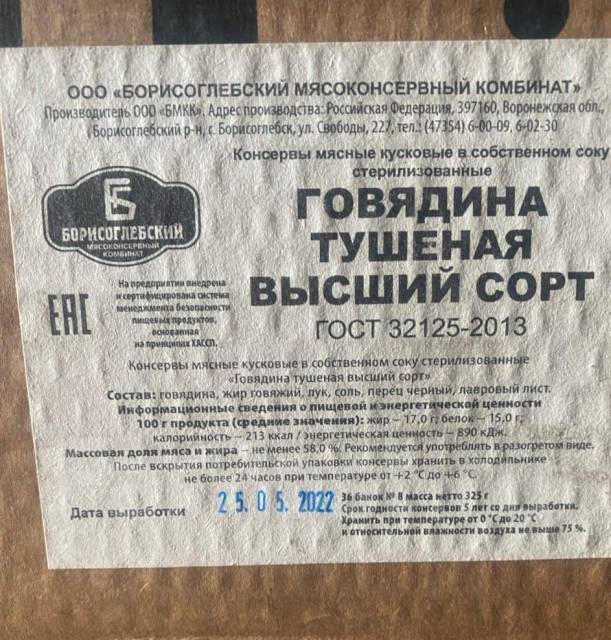 ООО «БОРИСОГЛЕБСКИЙ МЯСОКОНСЕРВНЫЙ КОМБИНАТ»
Производитель ООО «БМКК». Адрес производства: Российская Федерация, 397160, Воронежская обл.,
Борисоглебский р-н, г. Борисоглебск, ул. Свободы, 227, тел.: (47354) 6-00-09, 6-02-30
Консервы мясные кусковые в собственном соку
стерилизованные
ГОВЯДИНА
ТУШЕНАЯ
ВЫСШИЙ СОРТ
ГОСТ 32125-2013
Б
БОРИСОГЛЕБСКИЙ
МЯСОКОНСЕРВНЫЙ
КОМБИНАТ
ЕАС
На предприятии внедрена
и сертифицирована система
менеджмента безопасности
пищевых продуктов,
основанная
на принципах ХАССП.
Консервы мясные кусковые в собственном соку стерилизованные
«Говядина тушеная высший сорт»
Состав: говядина, жир говяжий, лук, соль, перец черный, лавровый лист.
Информационные сведения о пищевой и энергетической ценности
100 г продукта (средние значения): жир – 17,0 г; белок – 15,0 г;
калорийность – 213 ккал / энергетическая ценность – 890 кДж.
Массовая доля мяса и жира – не менее 58,0 %. Рекомендуется употреблять в разогретом виде.
После вскрытия потребительской упаковки консервы хранить в холодильнике
не более 24 часов при температуре от +2 °С до +6 °С.
Дата выработки 25.05.2022
36 банок № 8 масса нетто 325 г
Срок годности консервов 5 лет со дня выработки.
Хранить при температуре от 0 °С до 20 °С
и относительной влажности воздуха не выше 75 %.